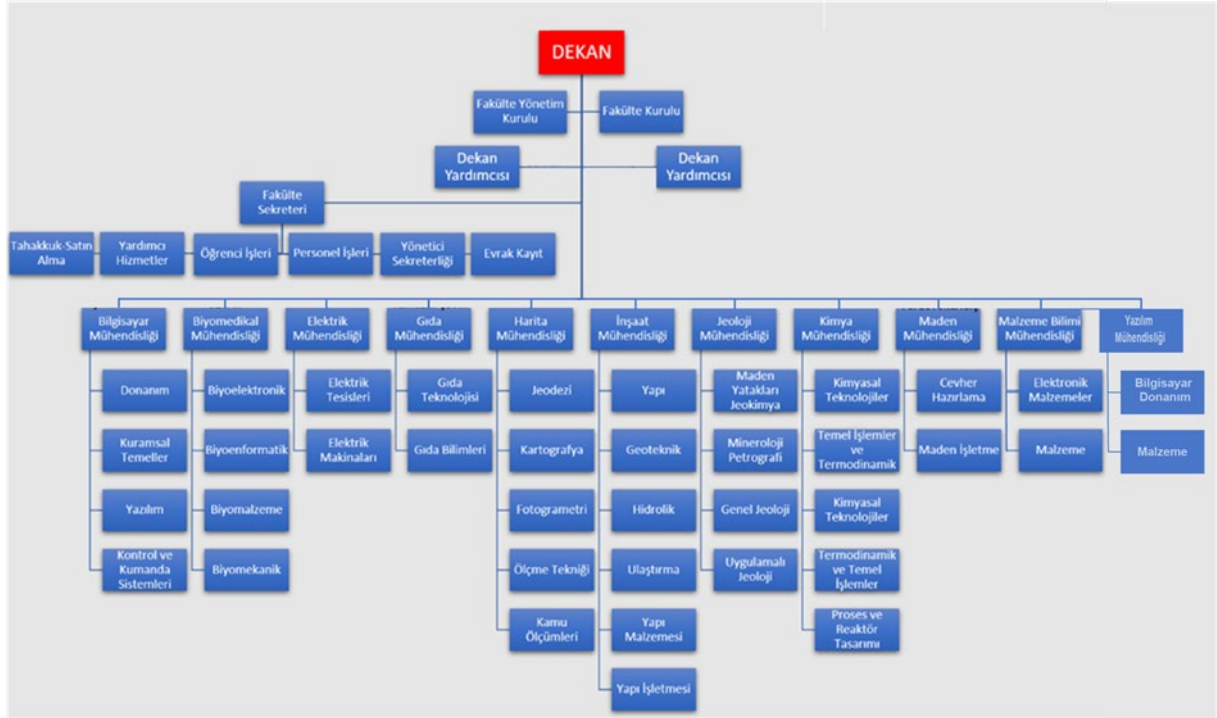 DEKAN
Fakülte Yönetim
Kurulu
Fakülte Kurulu
Dekan
Yardımcısı
Dekan
Yardımcısı
Fakülte
Sekreteri
Tahakkuk-Satın
Alma
Yardımcı
Hizmetler
Öğrenci İşleri
Personel İşleri
Yönetici
Sekreterliği
Evrak Kayıt
Bilgisayar
Mühendisliği
Biyomedikal
Mühendisliği
Elektrik
Mühendisliği
Gıda
Mühendisliği
Harita
Mühendisliği
İnşaat
Mühendisliği
Jeoloji
Mühendisliği
Kimya
Mühendisliği
Maden
Mühendisliği
Malzeme Bilimi
Mühendisliği
Yazılım
Mühendisliği
Donanım
Biyoelektronik
Elektrik
Tesisleri
Gıda
Teknolojisi
Jeodezi
Yapı
Maden
Yatakları
Jeokimya
Kimyasal
Teknolojiler
Cevher
Hazırlama
Elektronik
Malzemeler
Bilgisayar
Donanım
Kuramsal
Temeller
Biyoenformatik
Elektrik
Makinaları
Gıda Bilimleri
Kartografya
Geoteknik
Mineroloji
Petrografi
Temel İşlemler
ve
Termodinamik
Maden İşletme
Malzeme
Malzeme
Yazılım
Biyomalzeme
Fotogrametri
Hidrolik
Genel Jeoloji
Kimyasal
Teknolojiler
Kontrol ve
Kumanda
Sistemleri
Biyomekanik
Ölçme Tekniği
Ulaştırma
Uygulamalı
Jeoloji
Termodinamik
ve Temel
İşlemler
Kamu
Ölçümleri
Yapı
Malzemesi
Proses ve
Reaktör
Tasarımı
Yapı İşletmesi